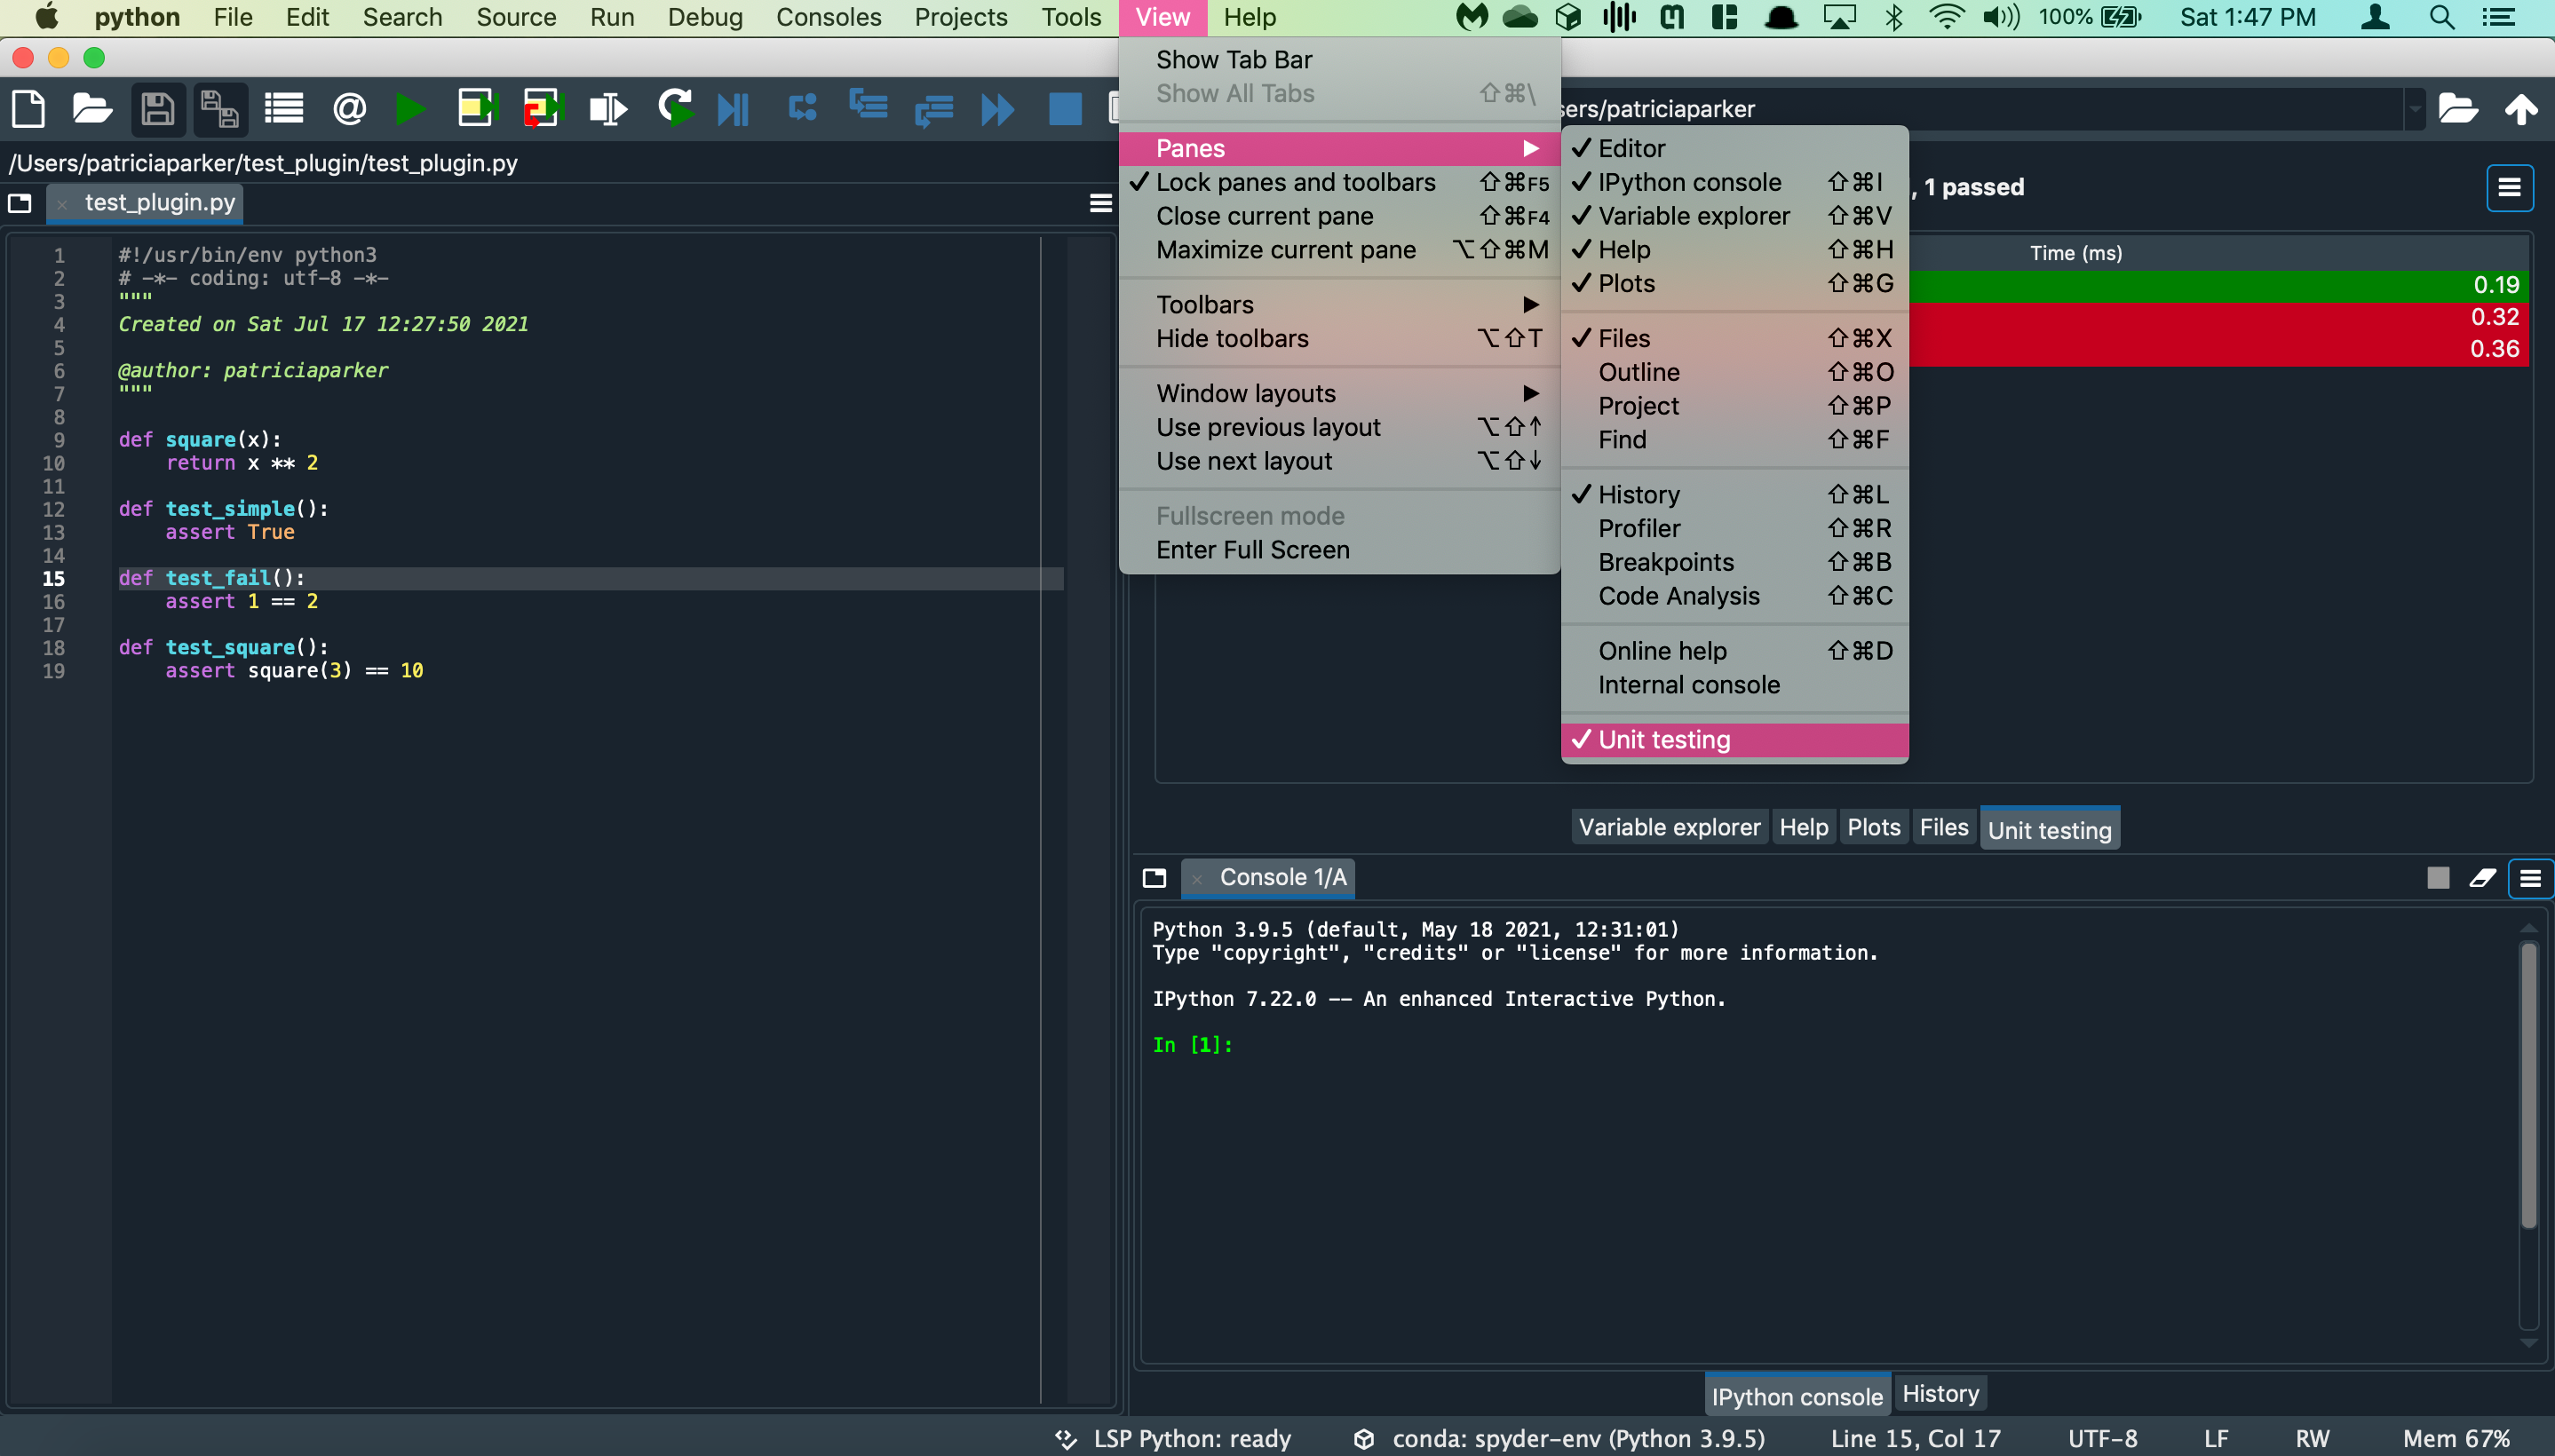 python File Edit Search Source Run Debug Consoles Projects Tools View Help 100% Sat 1:47 PM
Show Tab Bar
Show All Tabs ⇧⌘\
Panes
Lock panes and toolbars ⇧⌘F5
Close current pane ⇧⌘F4
Maximize current pane ⌥⇧⌘M
Toolbars
Hide toolbars ⌥⇧T
Window layouts
Use previous layout ⌥⇧↑
Use next layout ⌥⇧↓
Fullscreen mode
Enter Full Screen
Editor
IPython console ⇧⌘I
Variable explorer ⇧⌘V
Help ⇧⌘H
Plots ⇧⌘G
Files ⇧⌘X
Outline ⇧⌘O
Project ⇧⌘P
Find ⇧⌘F
History ⇧⌘L
Profiler ⇧⌘R
Breakpoints ⇧⌘B
Code Analysis ⇧⌘C
Online help ⇧⌘D
Internal console
Unit testing
sers/patriciaparker
/Users/patriciaparker/test_plugin/test_plugin.py
test_plugin.py
1 #!/usr/bin/env python3
2 # -*- coding: utf-8 -*-
3 """
4 Created on Sat Jul 17 12:27:50 2021
5
6 @author: patriciaparker
7 """
8
9 def square(x):
10 return x ** 2
11
12 def test_simple():
13 assert True
14
15 def test_fail():
16 assert 1 == 2
17
18 def test_square():
19 assert square(3) == 10
, 1 passed
Time (ms)
0.19
0.32
0.36
Variable explorer Help Plots Files Unit testing
Console 1/A
Python 3.9.5 (default, May 18 2021, 12:31:01)
Type "copyright", "credits" or "license" for more information.
IPython 7.22.0 -- An enhanced Interactive Python.
In [1]:
IPython console History
LSP Python: ready conda: spyder-env (Python 3.9.5) Line 15, Col 17 UTF-8 LF RW Mem 67%